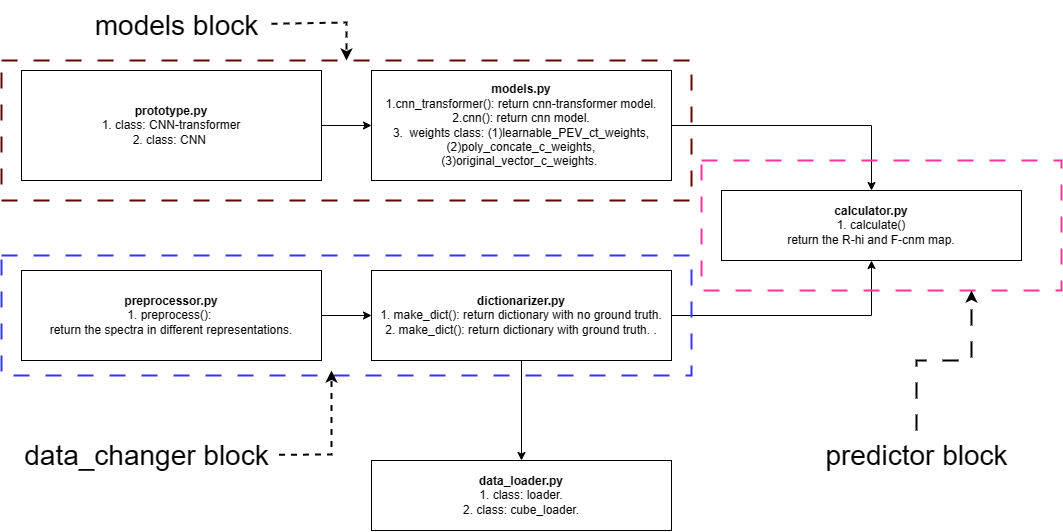 models block
prototype.py
1. class: CNN-transformer
2. class: CNN
models.py
1.cnn_transformer(): return cnn-transformer model.
2.cnn(): return cnn model.
3. weights class: (1)learnable_PEV_ct_weights,
(2)poly_concate_c_weights,
(3)original_vector_c_weights.
calculator.py
1. calculate()
return the R-hi and F-cnm map.
preprocessor.py
1. preprocess():
return the spectra in different representations.
dictionarizer.py
1. make_dict(): return dictionary with no ground truth.
2. make_dict(): return dictionary with ground truth. .
data_changer block
predictor block
data_loader.py
1. class: loader.
2. class: cube_loader.